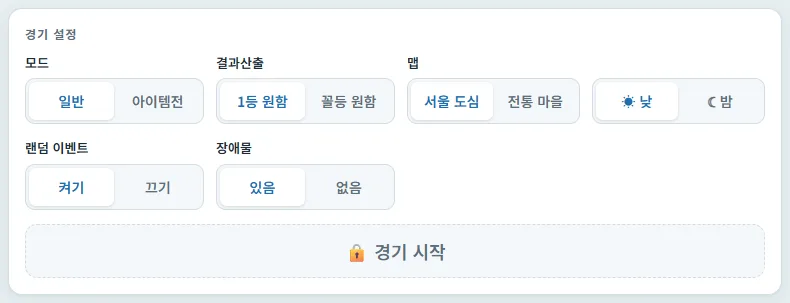 경기 설정
모드 결과산출 맵
일반 아이템전 1등 원함 꼴등 원함 서울 도심 전통 마을 ☀ 낮 ☾ 밤
랜덤 이벤트 장애물
켜기 끄기 있음 없음
🔒 경기 시작